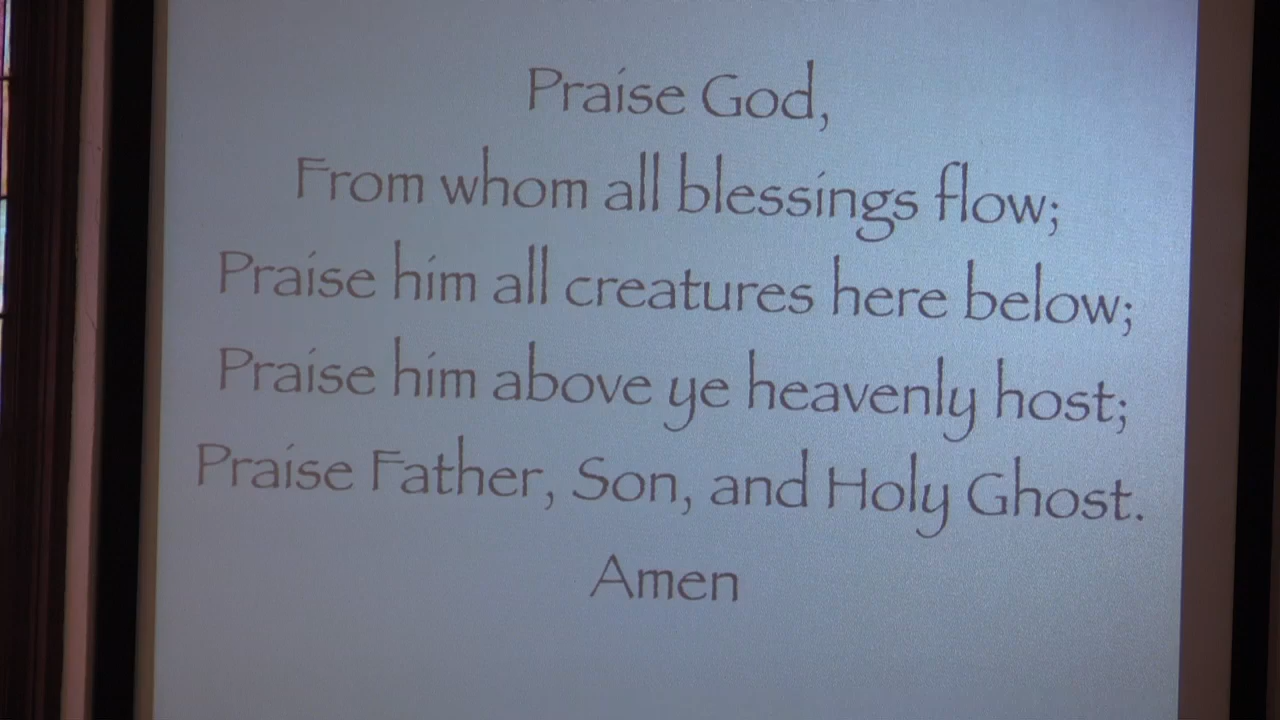 Praise God,
From whom all blessings flow;
Praise him all creatures here below;
Praise him above ye heavenly host;
Praise Father, Son, and Holy Ghost.
Amen